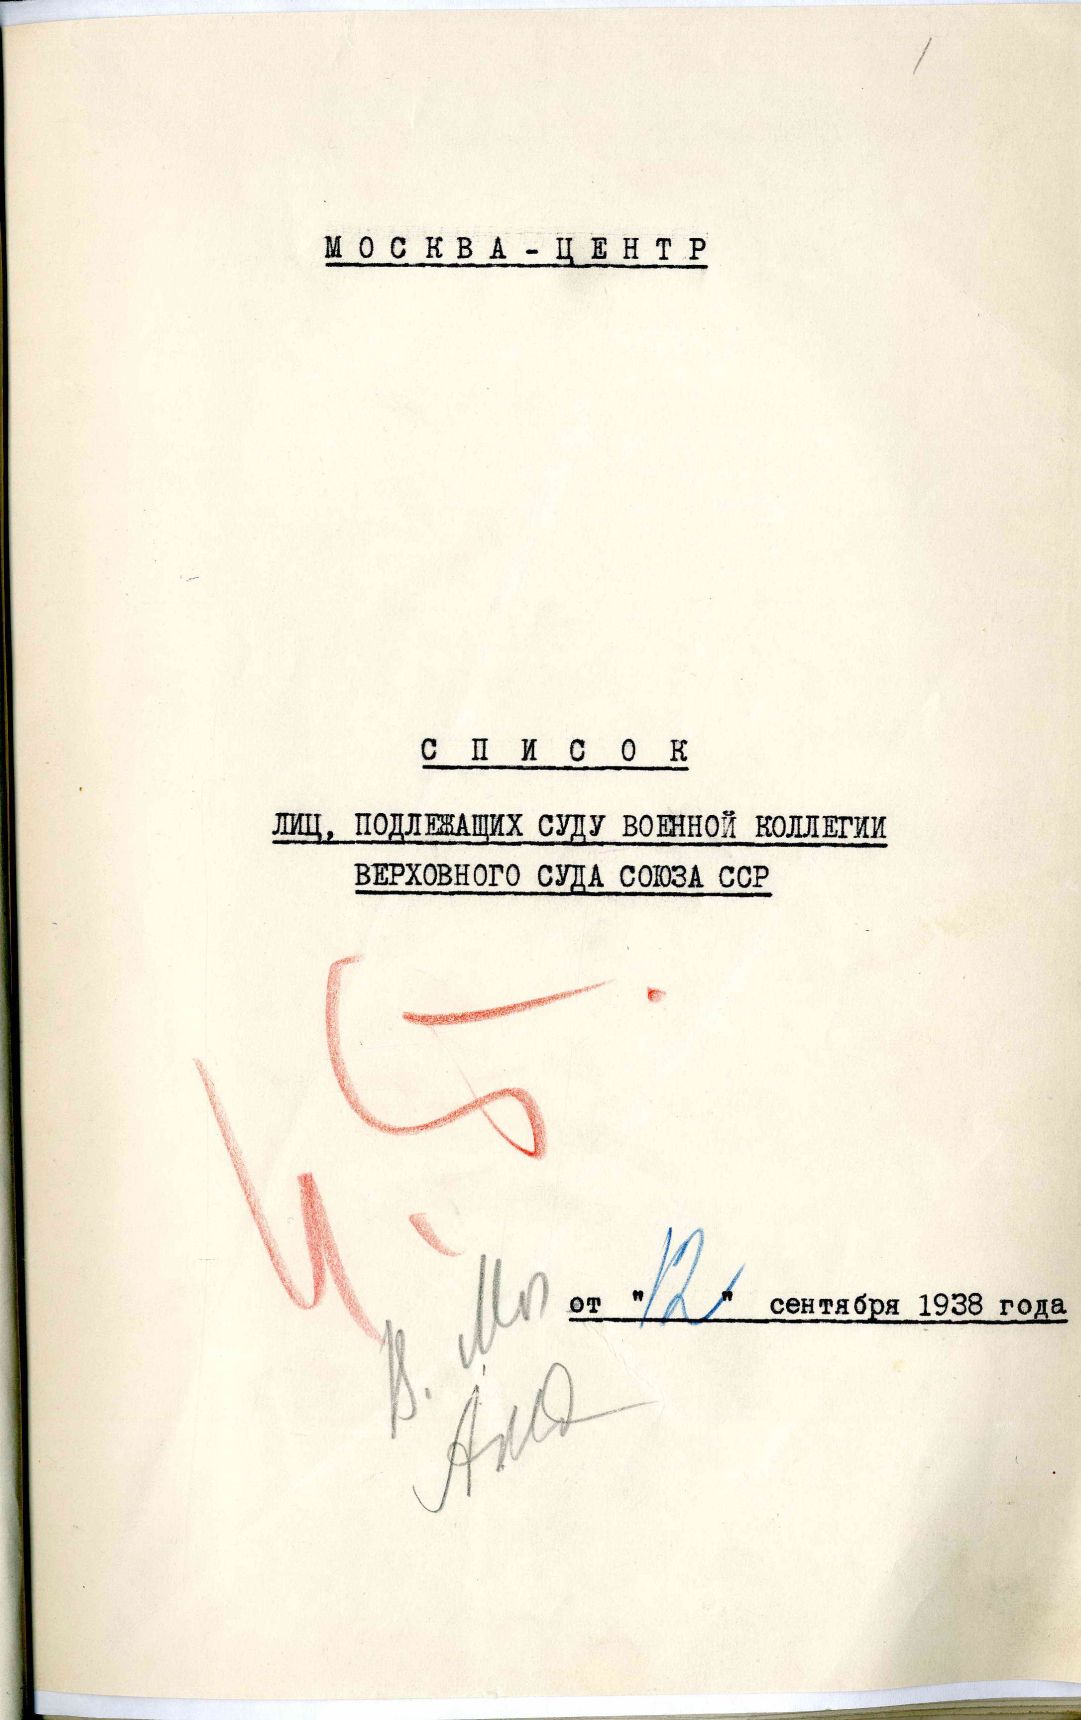 МОСКВА-ЦЕНТР
СПИСОК
ЛИЦ, ПОДЛЕЖАЩИХ СУДУ ВОЕННОЙ КОЛЛЕГИИ
ВЕРХОВНОГО СУДА СОЮЗА ССР
от "12" сентября 1938 года